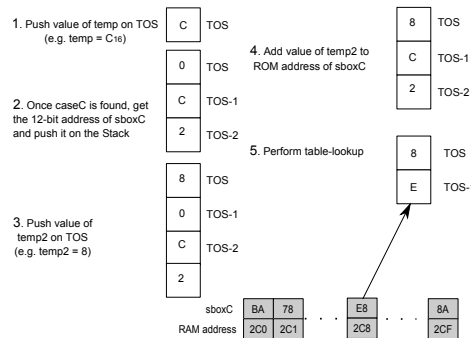 1. Push value of temp on TOS
(e.g. temp = C16)
C TOS
2. Once caseC is found, get
the 12-bit address of sboxC
and push it on the Stack
0 TOS
C TOS-1
2 TOS-2
3. Push value of
temp2 on TOS
(e.g. temp2 = 8)
8 TOS
0 TOS-1
C TOS-2
2
4. Add value of temp2 to
ROM address of sboxC
8 TOS
C TOS-1
2 TOS-2
5. Perform table-lookup
8 TOS
E TOS-
sboxC BA 78 . . . E8 . . . 8A
RAM address 2C0 2C1 2C8 2CF